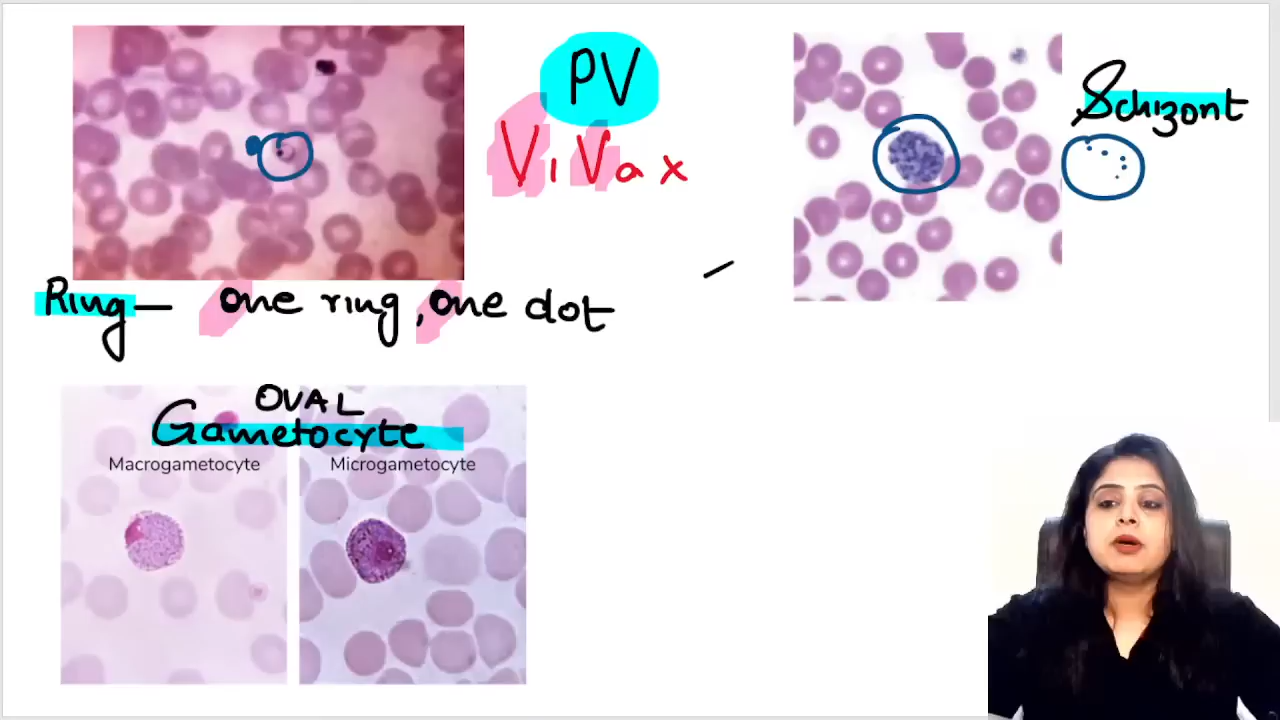 PV
ViVax
Schizont
Ring — one ring, one dot
OVAL
Gametocyte
Macrogametocyte
Microgametocyte